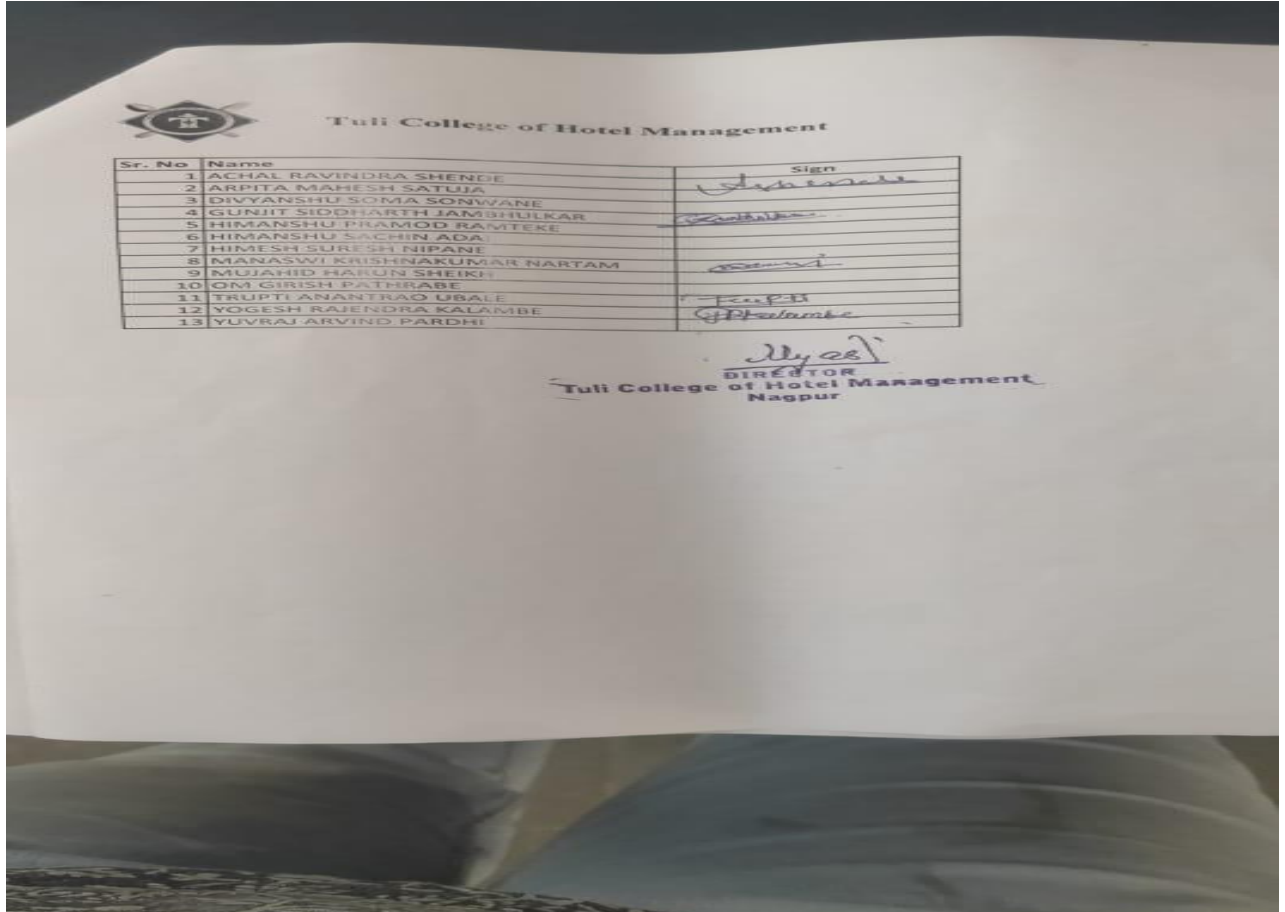 Tuli College of Hotel Management
Sr. No Name Sign
1 ACHAL RAVINDRA SHENDE
2 ARPITA MAHESH SATUJA
3 DIVYANSHU SOMA SONWANE
4 GUNJIT SIDDHARTH JAMBHULKAR
5 HIMANSHU PRAMOD RAMTEKE
6 HIMANSHU SACHIN ADA
7 HIMESH SURESH NIPANE
8 MANASWI KRISHNAKUMAR NARTAM
9 MUJAHID HARUN SHEIKH
10 OM GIRISH PATHRABE
11 TRUPTI ANANTRAO UBALE Trupti
12 YOGESH RAJENDRA KALAMBE YRKalambe
13 YUVRAJ ARVIND PARDHI
DIRECTOR
Tuli College of Hotel Management
Nagpur